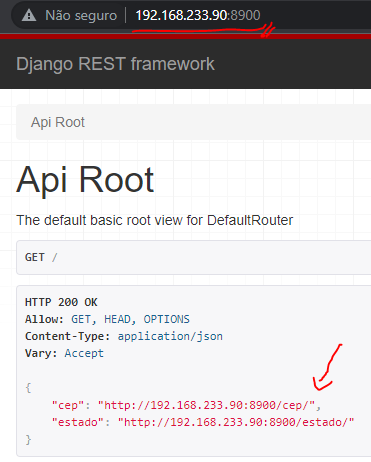 Não seguro | 192.168.233.90:8900
Django REST framework
Api Root
Api Root
The default basic root view for DefaultRouter
GET /
HTTP 200 OK
Allow: GET, HEAD, OPTIONS
Content-Type: application/json
Vary: Accept
{
"cep": "http://192.168.233.90:8900/cep/",
"estado": "http://192.168.233.90:8900/estado/"
}